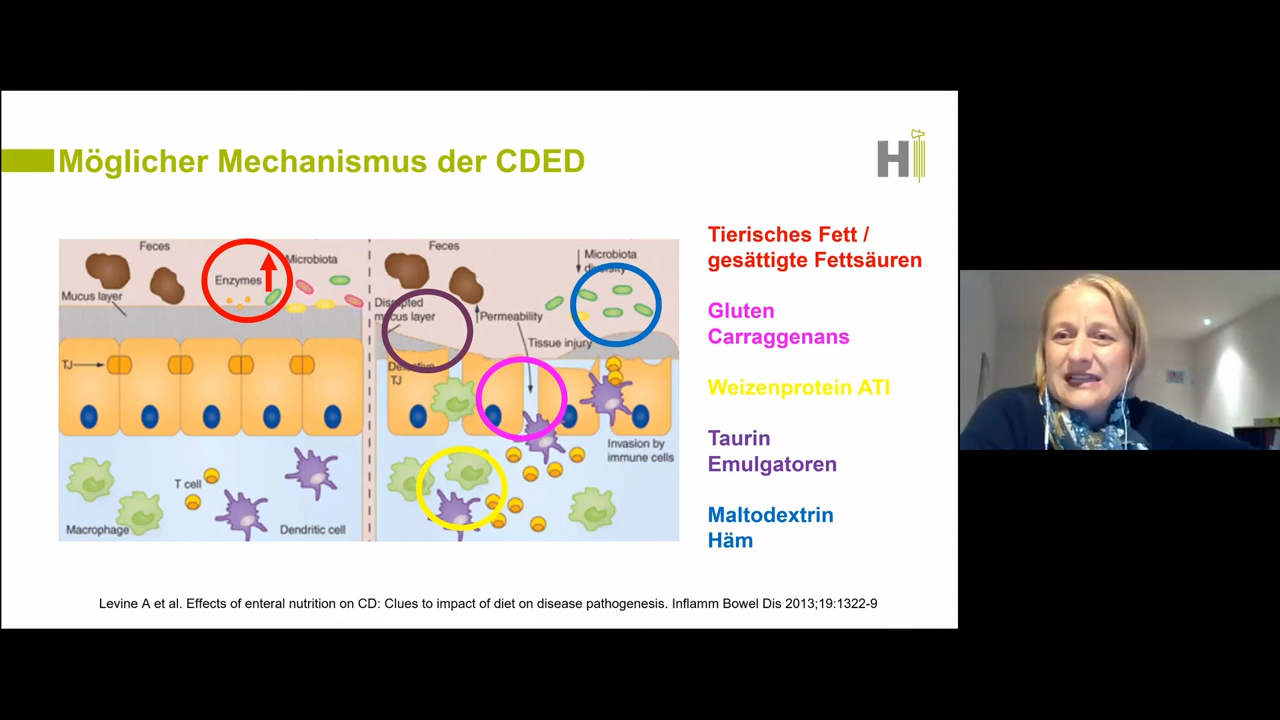 Möglicher Mechanismus der CDED
H
Feces
Enzymes
Microbiota
Mucus layer
TJ
T cell
Macrophage
Dendritic cell
Feces
Microbiota
diversity
Disrupted
mucus layer
Permeability
Tissue injury
Defective
TJ
Invasion by
immune cells
Tierisches Fett /
gesättigte Fettsäuren
Gluten
Carraggenans
Weizenprotein ATI
Taurin
Emulgatoren
Maltodextrin
Häm
Levine A et al. Effects of enteral nutrition on CD: Clues to impact of diet on disease pathogenesis. Inflamm Bowel Dis 2013;19:1322-9